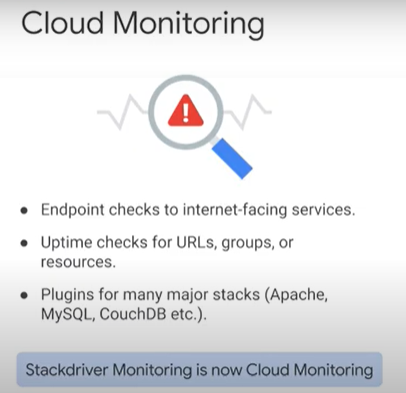 Cloud Monitoring
!
• Endpoint checks to internet-facing services.
• Uptime checks for URLs, groups, or
resources.
• Plugins for many major stacks (Apache,
MySQL, CouchDB etc.).
Stackdriver Monitoring is now Cloud Monitoring